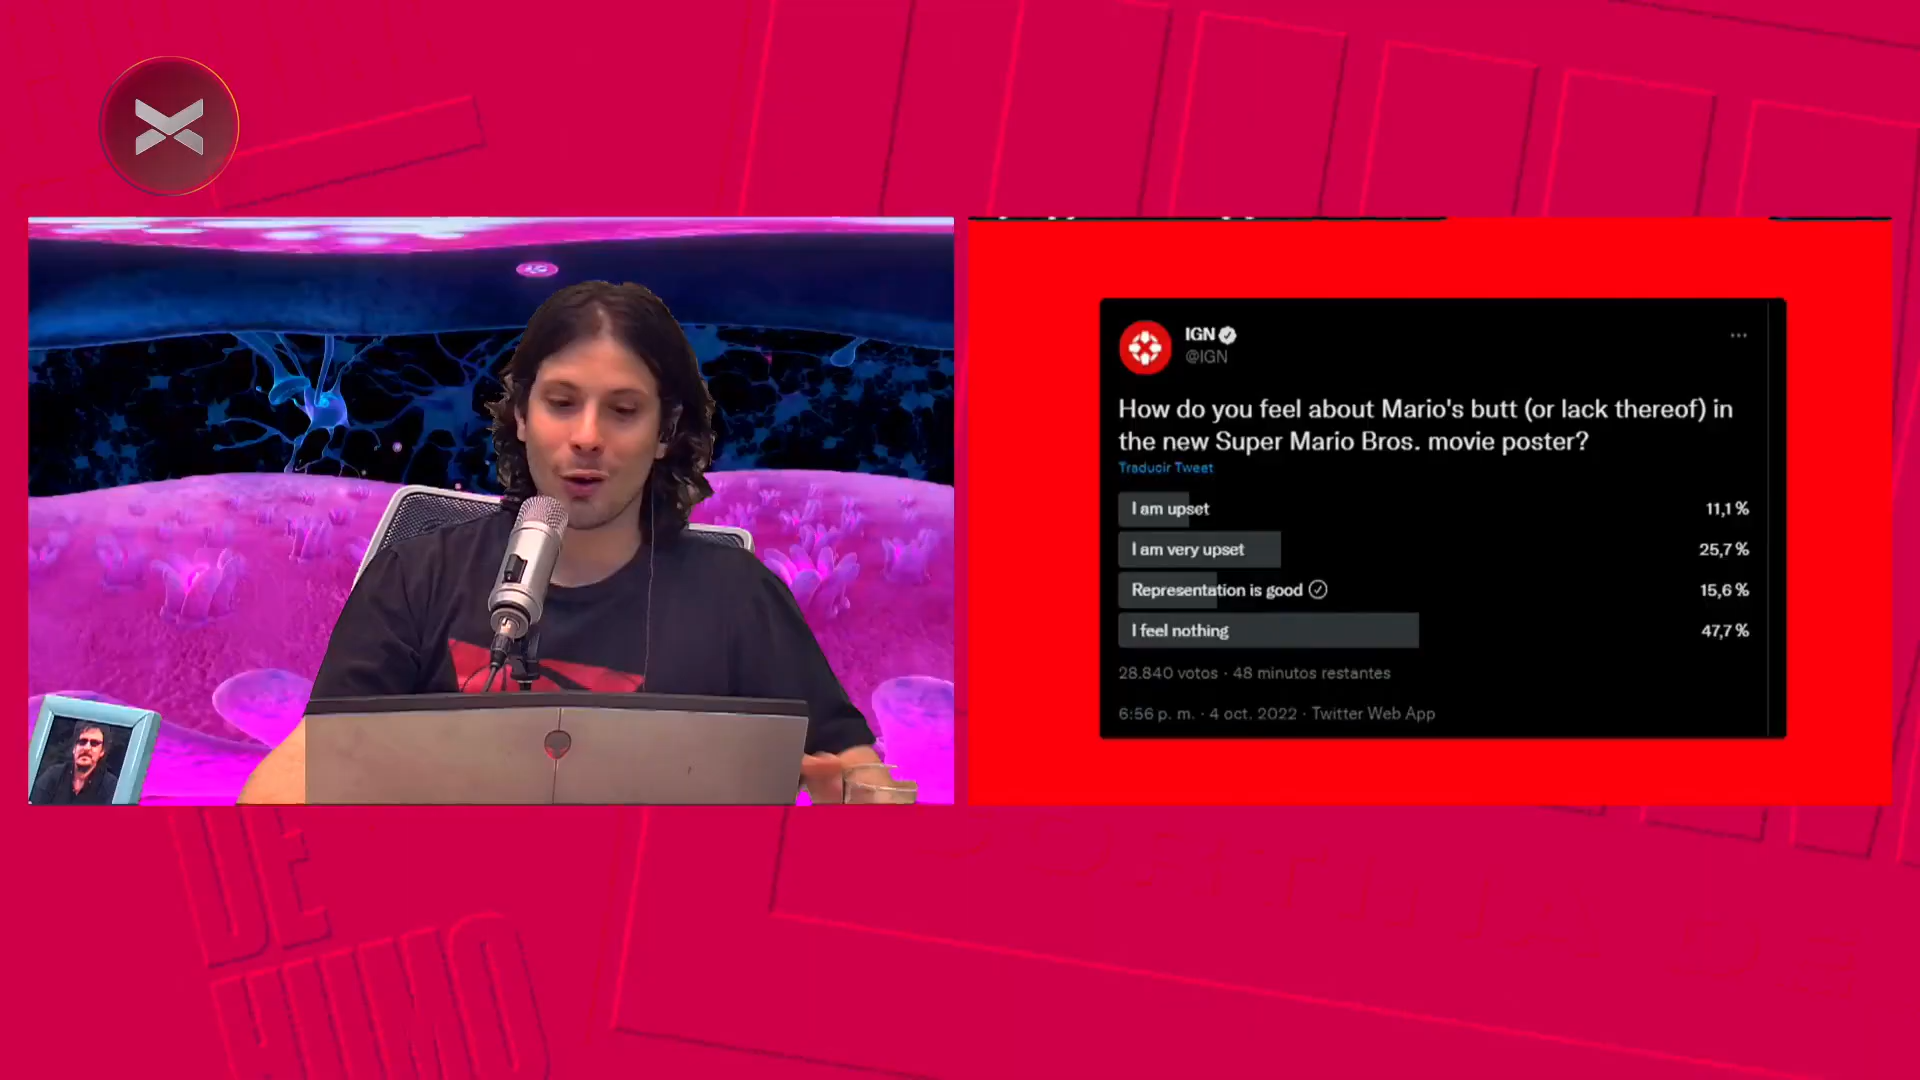 IGN
@IGN
How do you feel about Mario's butt (or lack thereof) in
the new Super Mario Bros. movie poster?
Traducir Tweet
I am upset 11,1 %
I am very upset 25,7 %
Representation is good 15,6 %
I feel nothing 47,7 %
28.840 votos · 48 minutos restantes
6:56 p. m. · 4 oct. 2022 · Twitter Web App
DE
HUMO